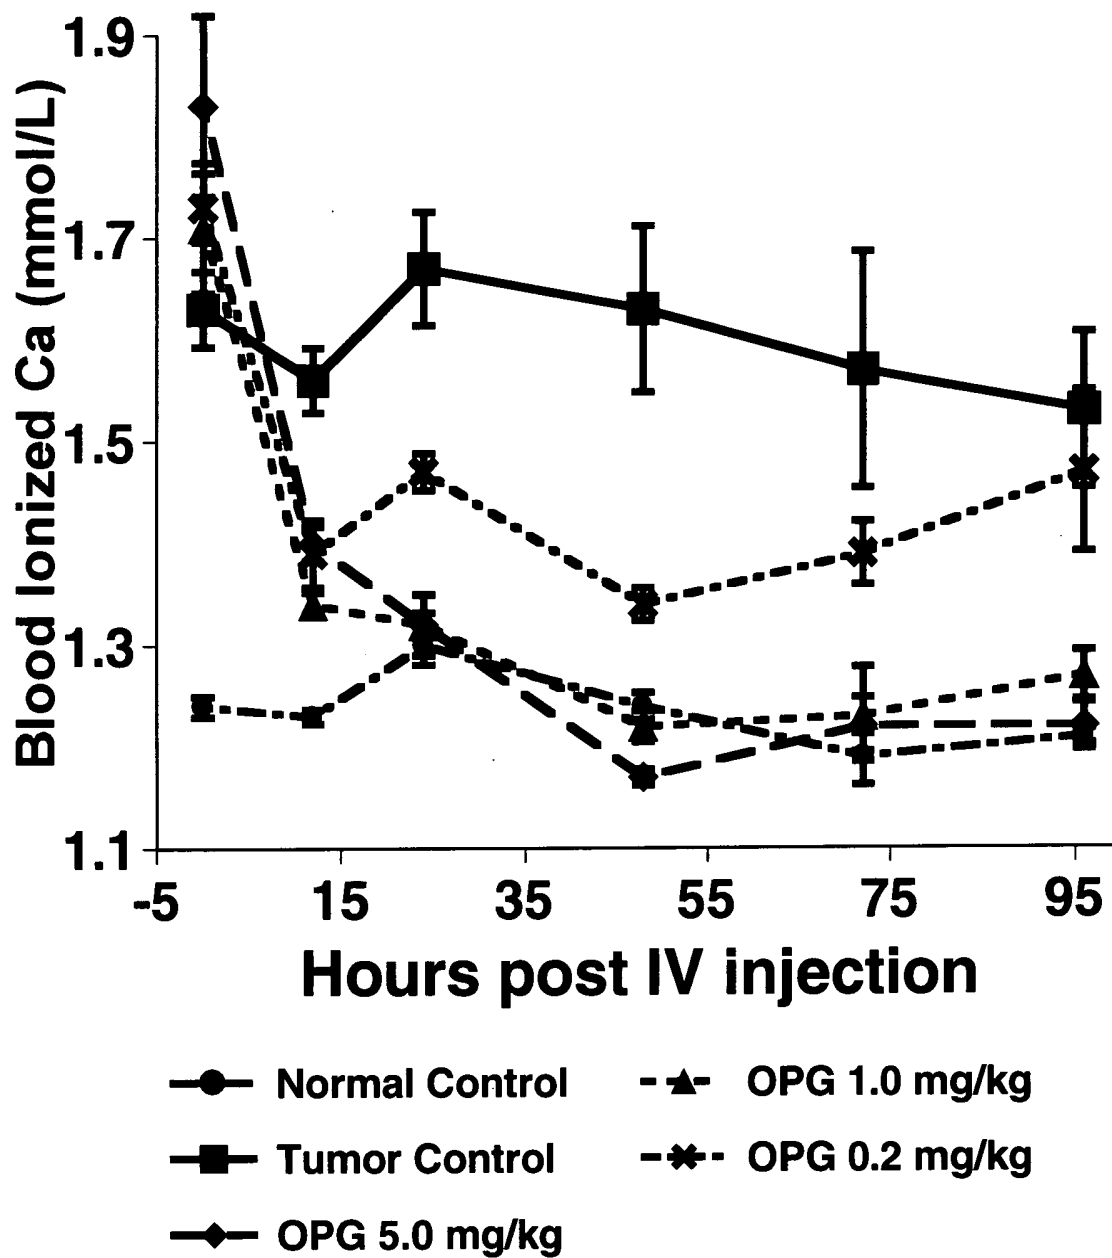 Blood Ionized Ca (mmol/L)
1.9
1.7
1.5
1.3
1.1
-5 15 35 55 75 95
Hours post IV injection
Normal Control
Tumor Control
OPG 5.0 mg/kg
OPG 1.0 mg/kg
OPG 0.2 mg/kg